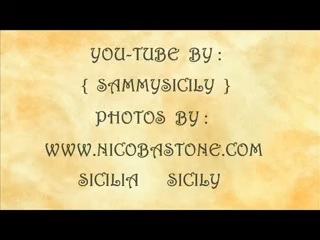 YOU-TUBE BY :
{ SAMMYSICILY }
PHOTOS BY :
WWW.NICOBASTONE.COM
SICILIA SICILY